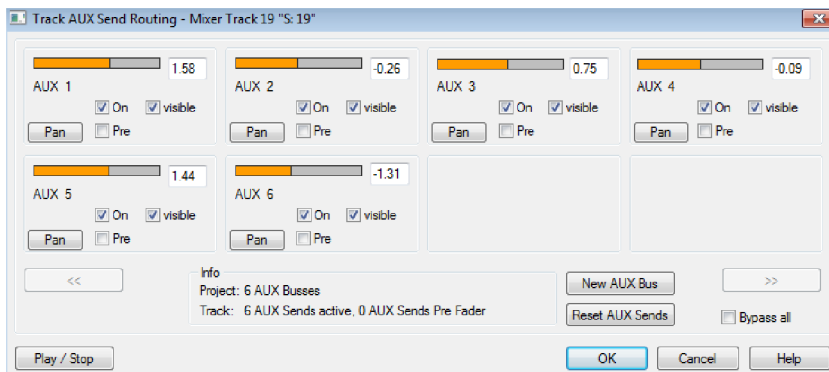 Track AUX Send Routing - Mixer Track 19 "S: 19"
1.58
AUX 1
On visible
Pan Pre
-0.26
AUX 2
On visible
Pan Pre
0.75
AUX 3
On visible
Pan Pre
-0.09
AUX 4
On visible
Pan Pre
1.44
AUX 5
On visible
Pan Pre
-1.31
AUX 6
On visible
Pan Pre
<<
Info
Project: 6 AUX Busses
Track: 6 AUX Sends active, 0 AUX Sends Pre Fader
New AUX Bus
Reset AUX Sends
>>
Bypass all
Play / Stop
OK Cancel Help